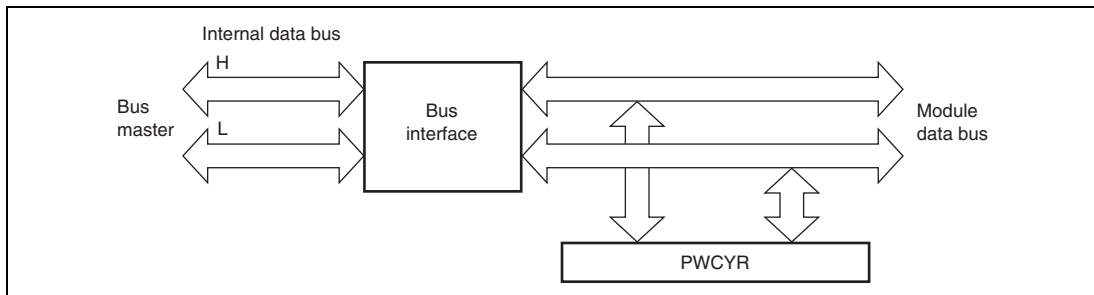 Internal data bus
H
Bus
master
L
Bus
interface
Module
data bus
PWCYR